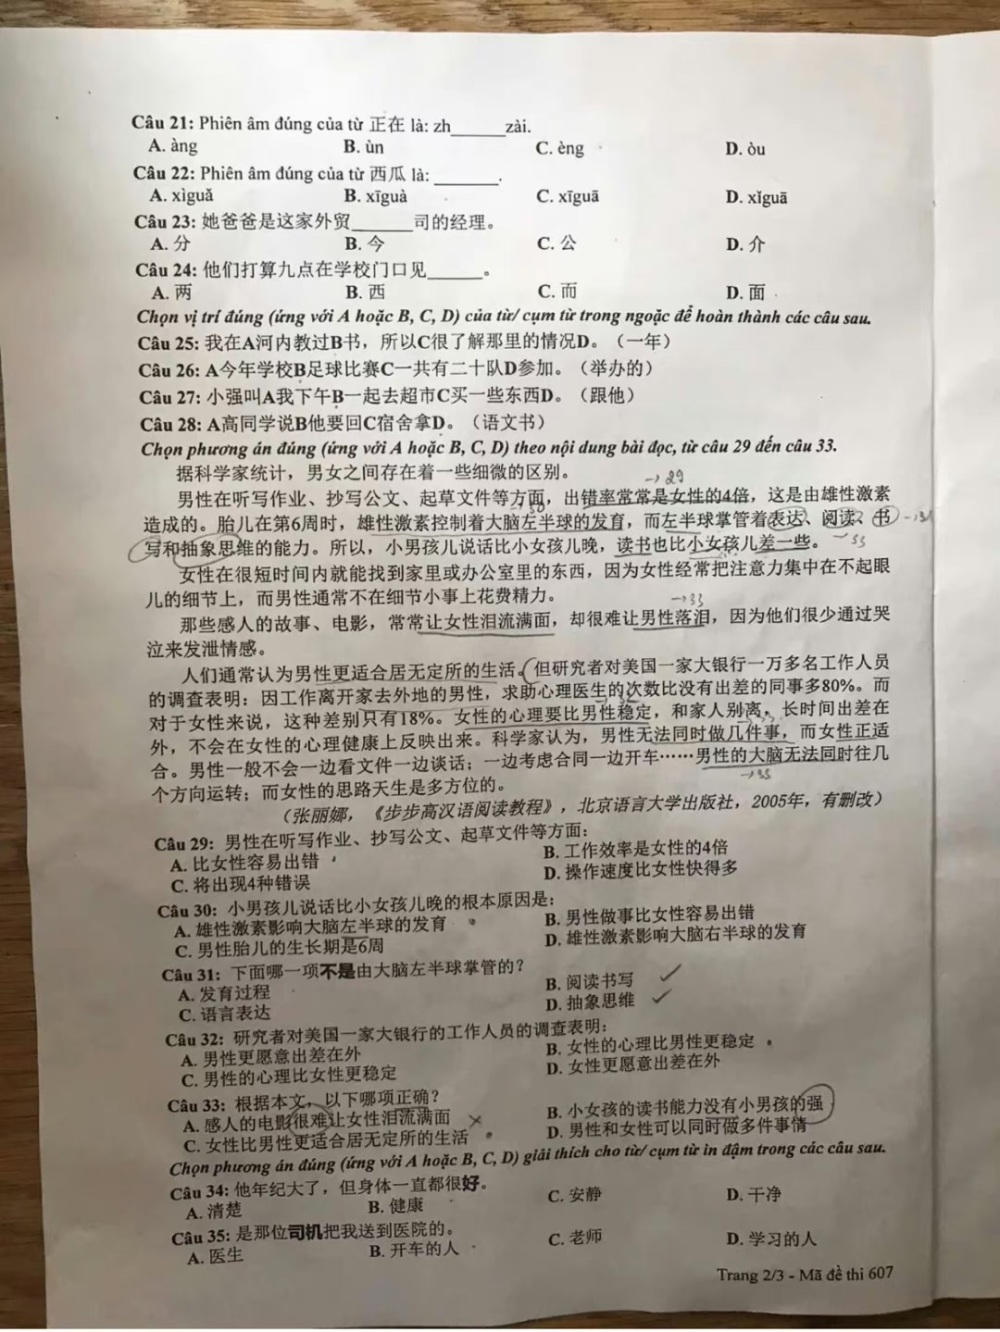 Câu 21: Phiên âm đúng của từ 正在 là: zh______zài.
A. àng B. ùn C. èng D. òu
Câu 22: Phiên âm đúng của từ 西瓜 là: _______.
A. xìguǎ B. xīguà C. xīguā D. xǐguā
Câu 23: 她爸爸是这家外贸______司的经理。
A. 分 B. 今 C. 公 D. 介
Câu 24: 他们打算九点在学校门口见______。
A. 两 B. 西 C. 而 D. 面
Chọn vị trí đúng (ứng với A hoặc B, C, D) của từ/ cụm từ trong ngoặc để hoàn thành các câu sau.
Câu 25: 我在A河内教过B书，所以C很了解那里的情况D。（一年）
Câu 26: A今年学校B足球比赛C一共有二十队D参加。（举办的）
Câu 27: 小强叫A我下午B一起去超市C买一些东西D。（跟他）
Câu 28: A高同学说B他要回C宿舍拿D。（语文书）
Chọn phương án đúng (ứng với A hoặc B, C, D) theo nội dung bài đọc, từ câu 29 đến câu 33.
据科学家统计，男女之间存在着一些细微的区别。
→29
男性在听写作业、抄写公文、起草文件等方面，出错率常常是女性的4倍，这是由雄性激素
→30
造成的。胎儿在第6周时，雄性激素控制着大脑左半球的发育，而左半球掌管着表达、阅读、书
→31
写和抽象思维的能力。所以，小男孩儿说话比小女孩儿晚，读书也比小女孩儿差一些。
→33
女性在很短时间内就能找到家里或办公室里的东西，因为女性经常把注意力集中在不起眼
儿的细节上，而男性通常不在细节小事上花费精力。
→33
那些感人的故事、电影，常常让女性泪流满面，却很难让男性落泪，因为他们很少通过哭
泣来发泄情感。
人们通常认为男性更适合居无定所的生活。但研究者对美国一家大银行一万多名工作人员
的调查表明：因工作离开家去外地的男性，求助心理医生的次数比没有出差的同事多80%。而
对于女性来说，这种差别只有18%。女性的心理要比男性稳定，和家人别离，长时间出差在
外，不会在女性的心理健康上反映出来。科学家认为，男性无法同时做几件事，而女性正适
合。男性一般不会一边看文件一边谈话；一边考虑合同一边开车……男性的大脑无法同时往几
→33
个方向运转；而女性的思路天生是多方位的。
（张丽娜，《步步高汉语阅读教程》，北京语言大学出版社，2005年，有删改）
Câu 29: 男性在听写作业、抄写公文、起草文件等方面：
A. 比女性容易出错 B. 工作效率是女性的4倍
C. 将出现4种错误 D. 操作速度比女性快得多
Câu 30: 小男孩儿说话比小女孩儿晚的根本原因是：
A. 雄性激素影响大脑左半球的发育 B. 男性做事比女性容易出错
C. 男性胎儿的生长期是6周 D. 雄性激素影响大脑右半球的发育
Câu 31: 下面哪一项不是由大脑左半球掌管的？
A. 发育过程 B. 阅读书写
C. 语言表达 D. 抽象思维
Câu 32: 研究者对美国一家大银行的工作人员的调查表明：
A. 男性更愿意出差在外 B. 女性的心理比男性更稳定
C. 男性的心理比女性更稳定 D. 女性更愿意出差在外
Câu 33: 根据本文，以下哪项正确？
A. 感人的电影很难让女性泪流满面 B. 小女孩的读书能力没有小男孩的强
C. 女性比男性更适合居无定所的生活 D. 男性和女性可以同时做多件事情
Chọn phương án đúng (ứng với A hoặc B, C, D) giải thích cho từ/ cụm từ in đậm trong các câu sau.
Câu 34: 他年纪大了，但身体一直都很好。
A. 清楚 B. 健康 C. 安静 D. 干净
Câu 35: 是那位司机把我送到医院的。
A. 医生 B. 开车的人 C. 老师 D. 学习的人
Trang 2/3 - Mã đề thi 607